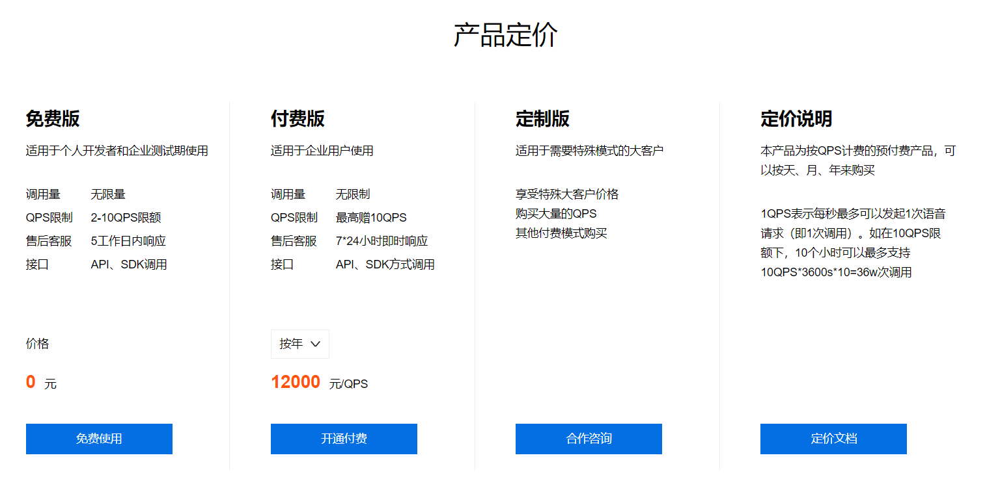 产品定价
免费版
适用于个人开发者和企业测试期使用
调用量 无限量
QPS限制 2-10QPS限额
售后客服 5工作日内响应
接口 API、SDK调用
价格
0 元
免费使用
付费版
适用于企业用户使用
调用量 无限制
QPS限制 最高赠10QPS
售后客服 7*24小时即时响应
接口 API、SDK方式调用
按年
12000 元/QPS
开通付费
定制版
适用于需要特殊模式的大客户
享受特殊大客户价格
购买大量的QPS
其他付费模式购买
合作咨询
定价说明
本产品为按QPS计费的预付费产品，可
以按天、月、年来购买
1QPS表示每秒最多可以发起1次语音
请求（即1次调用）。如在10QPS限
额下，10个小时可以最多支持
10QPS*3600s*10=36w次调用
定价文档